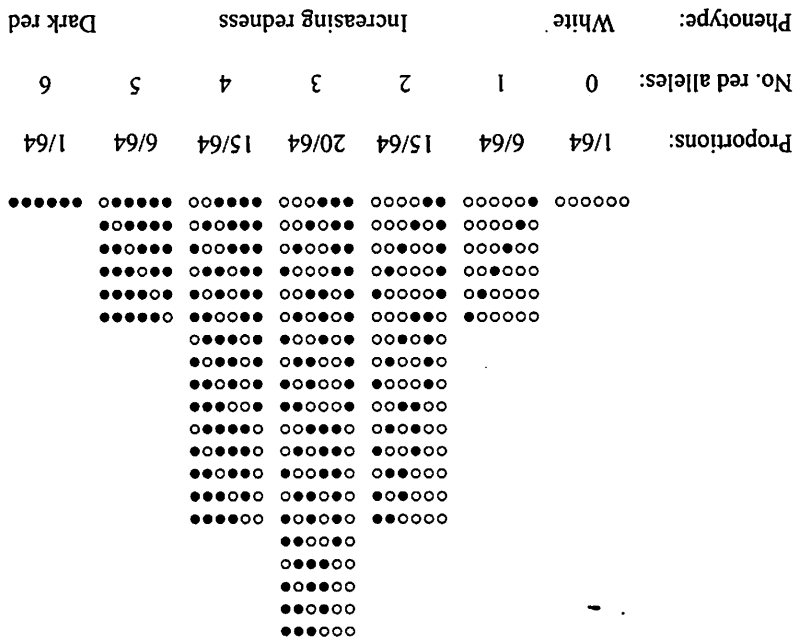 Proportions: 1/64 6/64 15/64 20/64 15/64 6/64 1/64
No. red alleles: 0 1 2 3 4 5 6
Phenotype: White Increasing redness Dark red